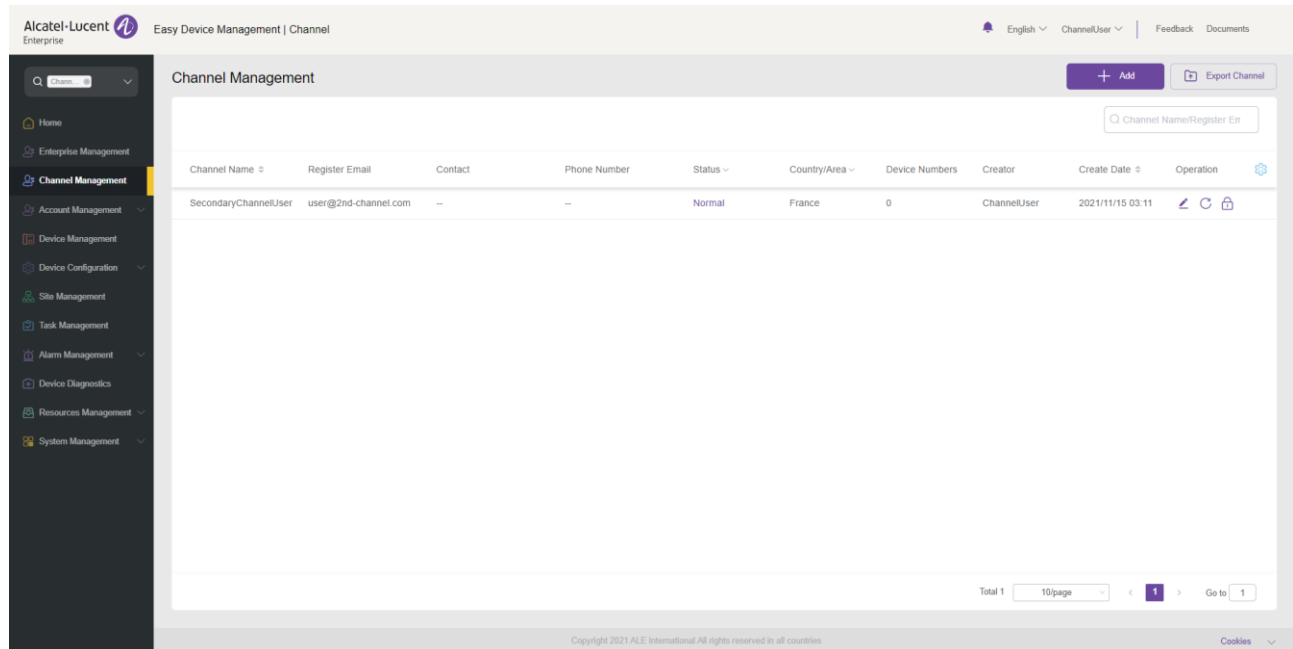 Alcatel·Lucent
Enterprise
Easy Device Management | Channel
English
ChannelUser
Feedback
Documents
Chann...
Home
Enterprise Management
Channel Management
Account Management
Device Management
Device Configuration
Site Management
Task Management
Alarm Management
Device Diagnostics
Resources Management
System Management
Channel Management
+ Add
Export Channel
Channel Name/Register Em
Channel Name Register Email Contact Phone Number Status Country/Area Device Numbers Creator Create Date Operation
SecondaryChannelUser user@2nd-channel.com -- -- Normal France 0 ChannelUser 2021/11/15 03:11
Total 1 10/page < 1 > Go to 1
Copyright 2021 ALE International All rights reserved in all countries
Cookies